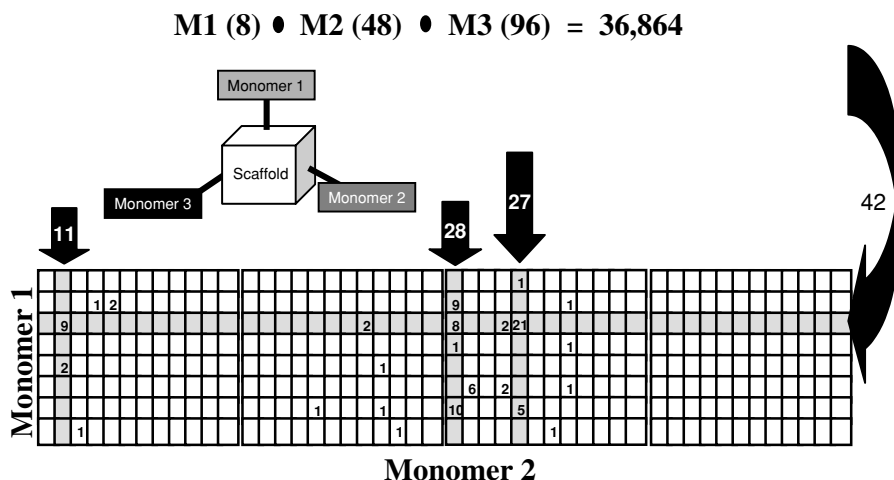 M1 (8) • M2 (48) • M3 (96) = 36,864
Monomer 1
Scaffold
Monomer 3
Monomer 2
11
28
27
42
Monomer 1
1
1 2 9 1
9 2 8 2 21
1 1
2 1
6 2 1
1 1 10 5
1 1 1
Monomer 2